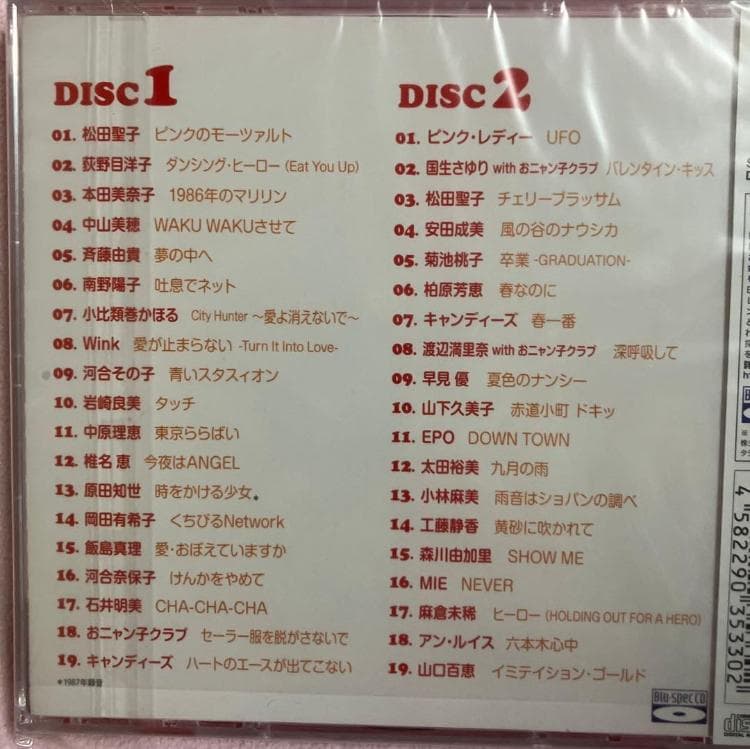 DISC 1
01. 松田聖子 ピンクのモーツァルト
02. 荻野目洋子 ダンシング・ヒーロー (Eat You Up)
03. 本田美奈子 1986年のマリリン
04. 中山美穂 WAKU WAKUさせて
05. 斉藤由貴 夢の中へ
06. 南野陽子 吐息でネット
07. 小比類巻かほる City Hunter ～愛よ消えないで～
08. Wink 愛が止まらない -Turn It Into Love-
09. 河合その子 青いスタスィオン
10. 岩崎良美 タッチ
11. 中原理恵 東京ららばい
12. 椎名 恵 今夜はANGEL
13. 原田知世 時をかける少女*
14. 岡田有希子 くちびるNetwork
15. 飯島真理 愛・おぼえていますか
16. 河合奈保子 けんかをやめて
17. 石井明美 CHA-CHA-CHA
18. おニャン子クラブ セーラー服を脱がさないで
19. キャンディーズ ハートのエースが出てこない
*1987年録音
DISC 2
01. ピンク・レディー UFO
02. 国生さゆり with おニャン子クラブ バレンタイン・キッス
03. 松田聖子 チェリーブラッサム
04. 安田成美 風の谷のナウシカ
05. 菊池桃子 卒業 -GRADUATION-
06. 柏原芳恵 春なのに
07. キャンディーズ 春一番
08. 渡辺満里奈 with おニャン子クラブ 深呼吸して
09. 早見 優 夏色のナンシー
10. 山下久美子 赤道小町 ドキッ
11. EPO DOWN TOWN
12. 太田裕美 九月の雨
13. 小林麻美 雨音はショパンの調べ
14. 工藤静香 黄砂に吹かれて
15. 森川由加里 SHOW ME
16. MIE NEVER
17. 麻倉未稀 ヒーロー (HOLDING OUT FOR A HERO)
18. アン・ルイス 六本木心中
19. 山口百恵 イミテイション・ゴールド
Blu-spec CD
4 582290 353302